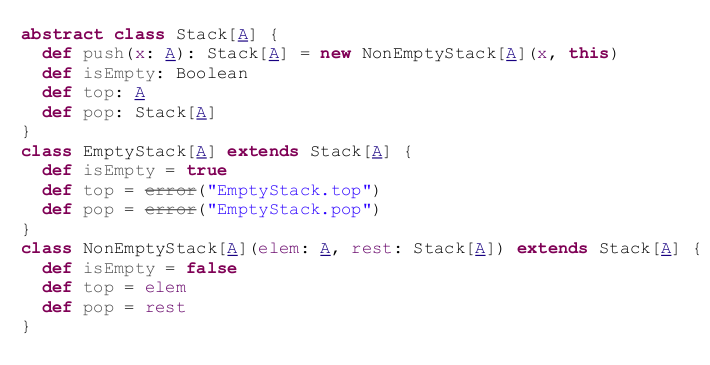 abstract class Stack[A] {
  def push(x: A): Stack[A] = new NonEmptyStack[A](x, this)
  def isEmpty: Boolean
  def top: A
  def pop: Stack[A]
}
class EmptyStack[A] extends Stack[A] {
  def isEmpty = true
  def top = error("EmptyStack.top")
  def pop = error("EmptyStack.pop")
}
class NonEmptyStack[A](elem: A, rest: Stack[A]) extends Stack[A] {
  def isEmpty = false
  def top = elem
  def pop = rest
}